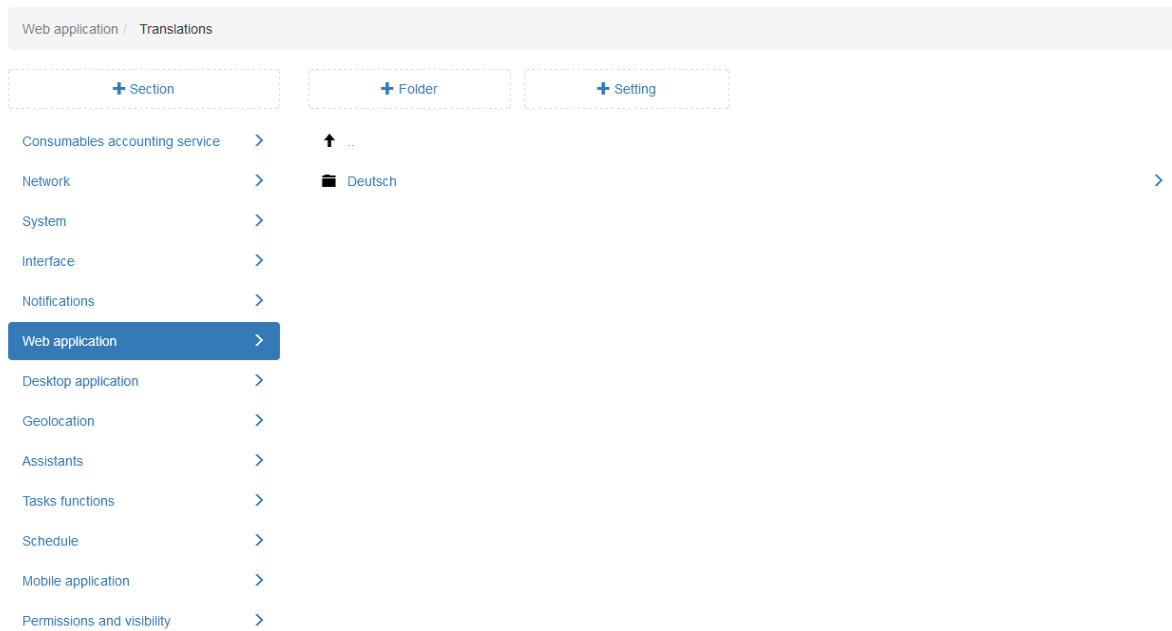 Web application / Translations
+ Section
+ Folder
+ Setting
Consumables accounting service
Network
System
Interface
Notifications
Web application
Desktop application
Geolocation
Assistants
Tasks functions
Schedule
Mobile application
Permissions and visibility
..
Deutsch